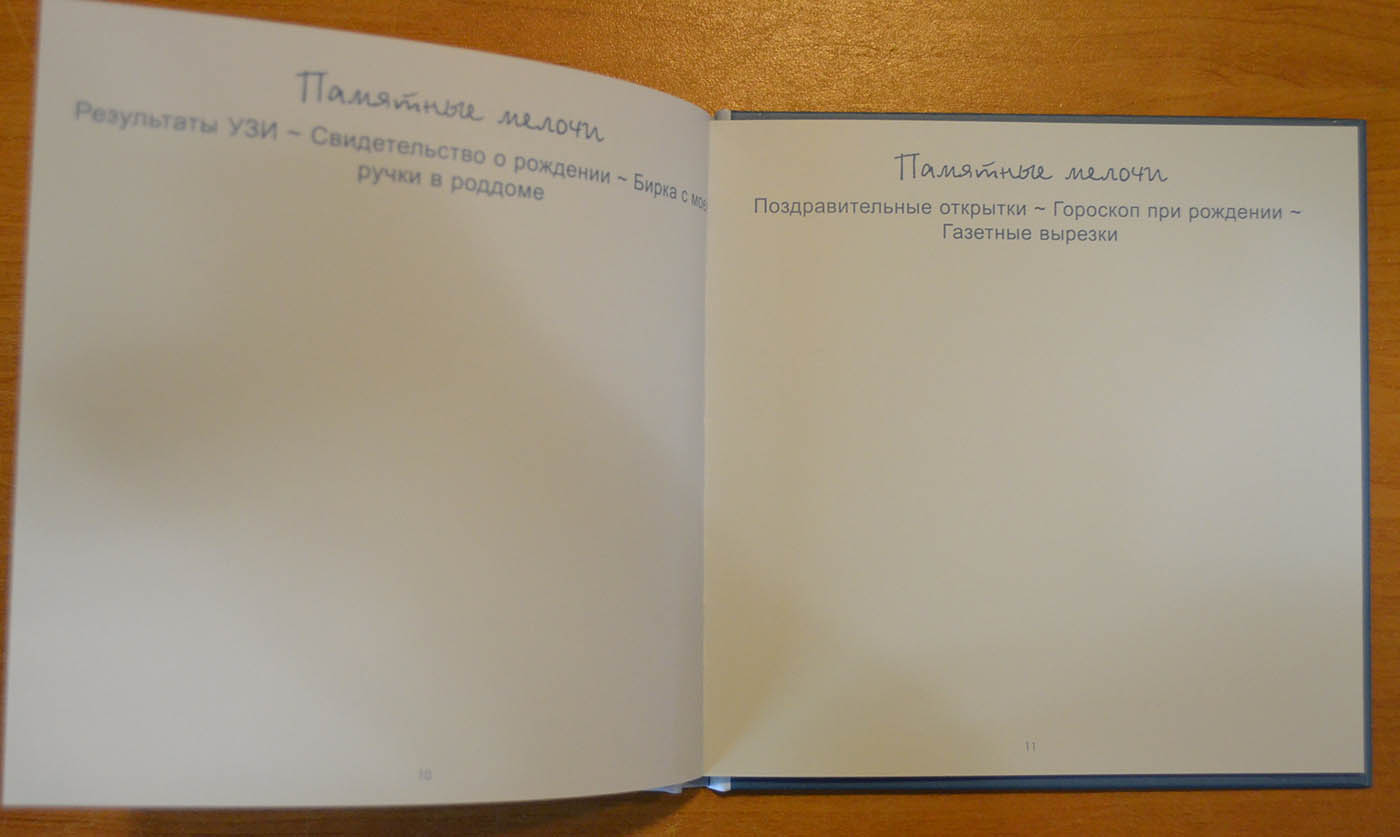 Памятные мелочи
Результаты УЗИ ~ Свидетельство о рождении ~ Бирка с
ручки в роддоме
10
Памятные мелочи
Поздравительные открытки ~ Гороскоп при рождении ~
Газетные вырезки
11